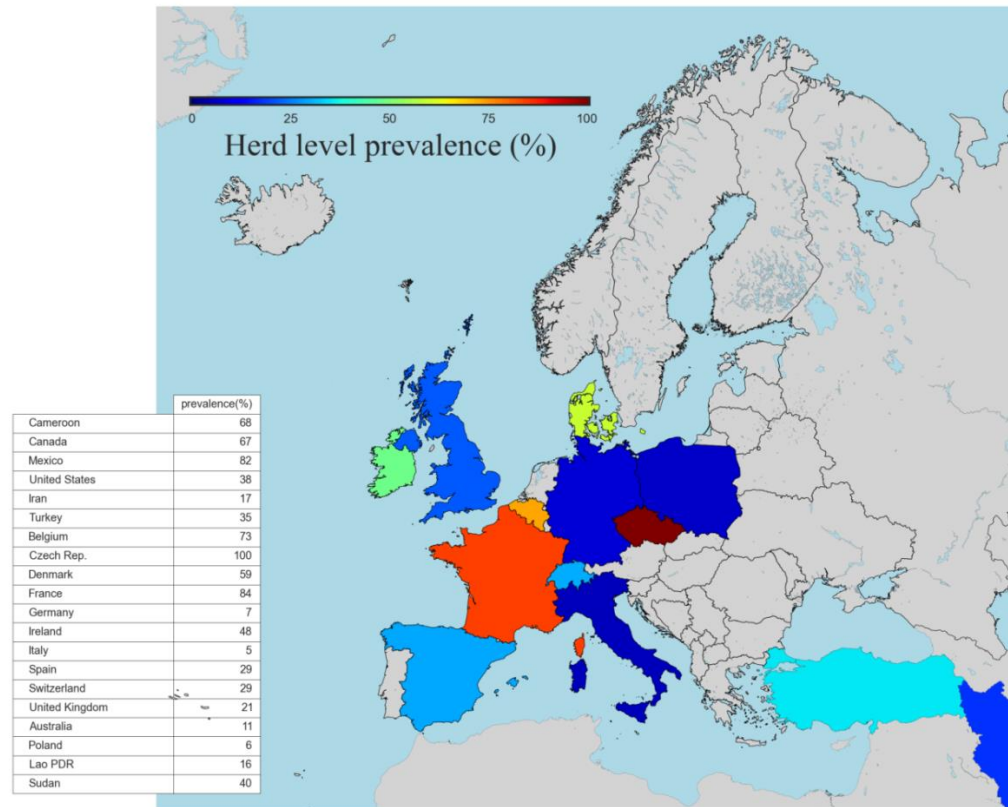 0 25 50 75 100
Herd level prevalence (%)
prevalence(%)
Cameroon 68
Canada 67
Mexico 82
United States 38
Iran 17
Turkey 35
Belgium 73
Czech Rep. 100
Denmark 59
France 84
Germany 7
Ireland 48
Italy 5
Spain 29
Switzerland 29
United Kingdom 21
Australia 11
Poland 6
Lao PDR 16
Sudan 40